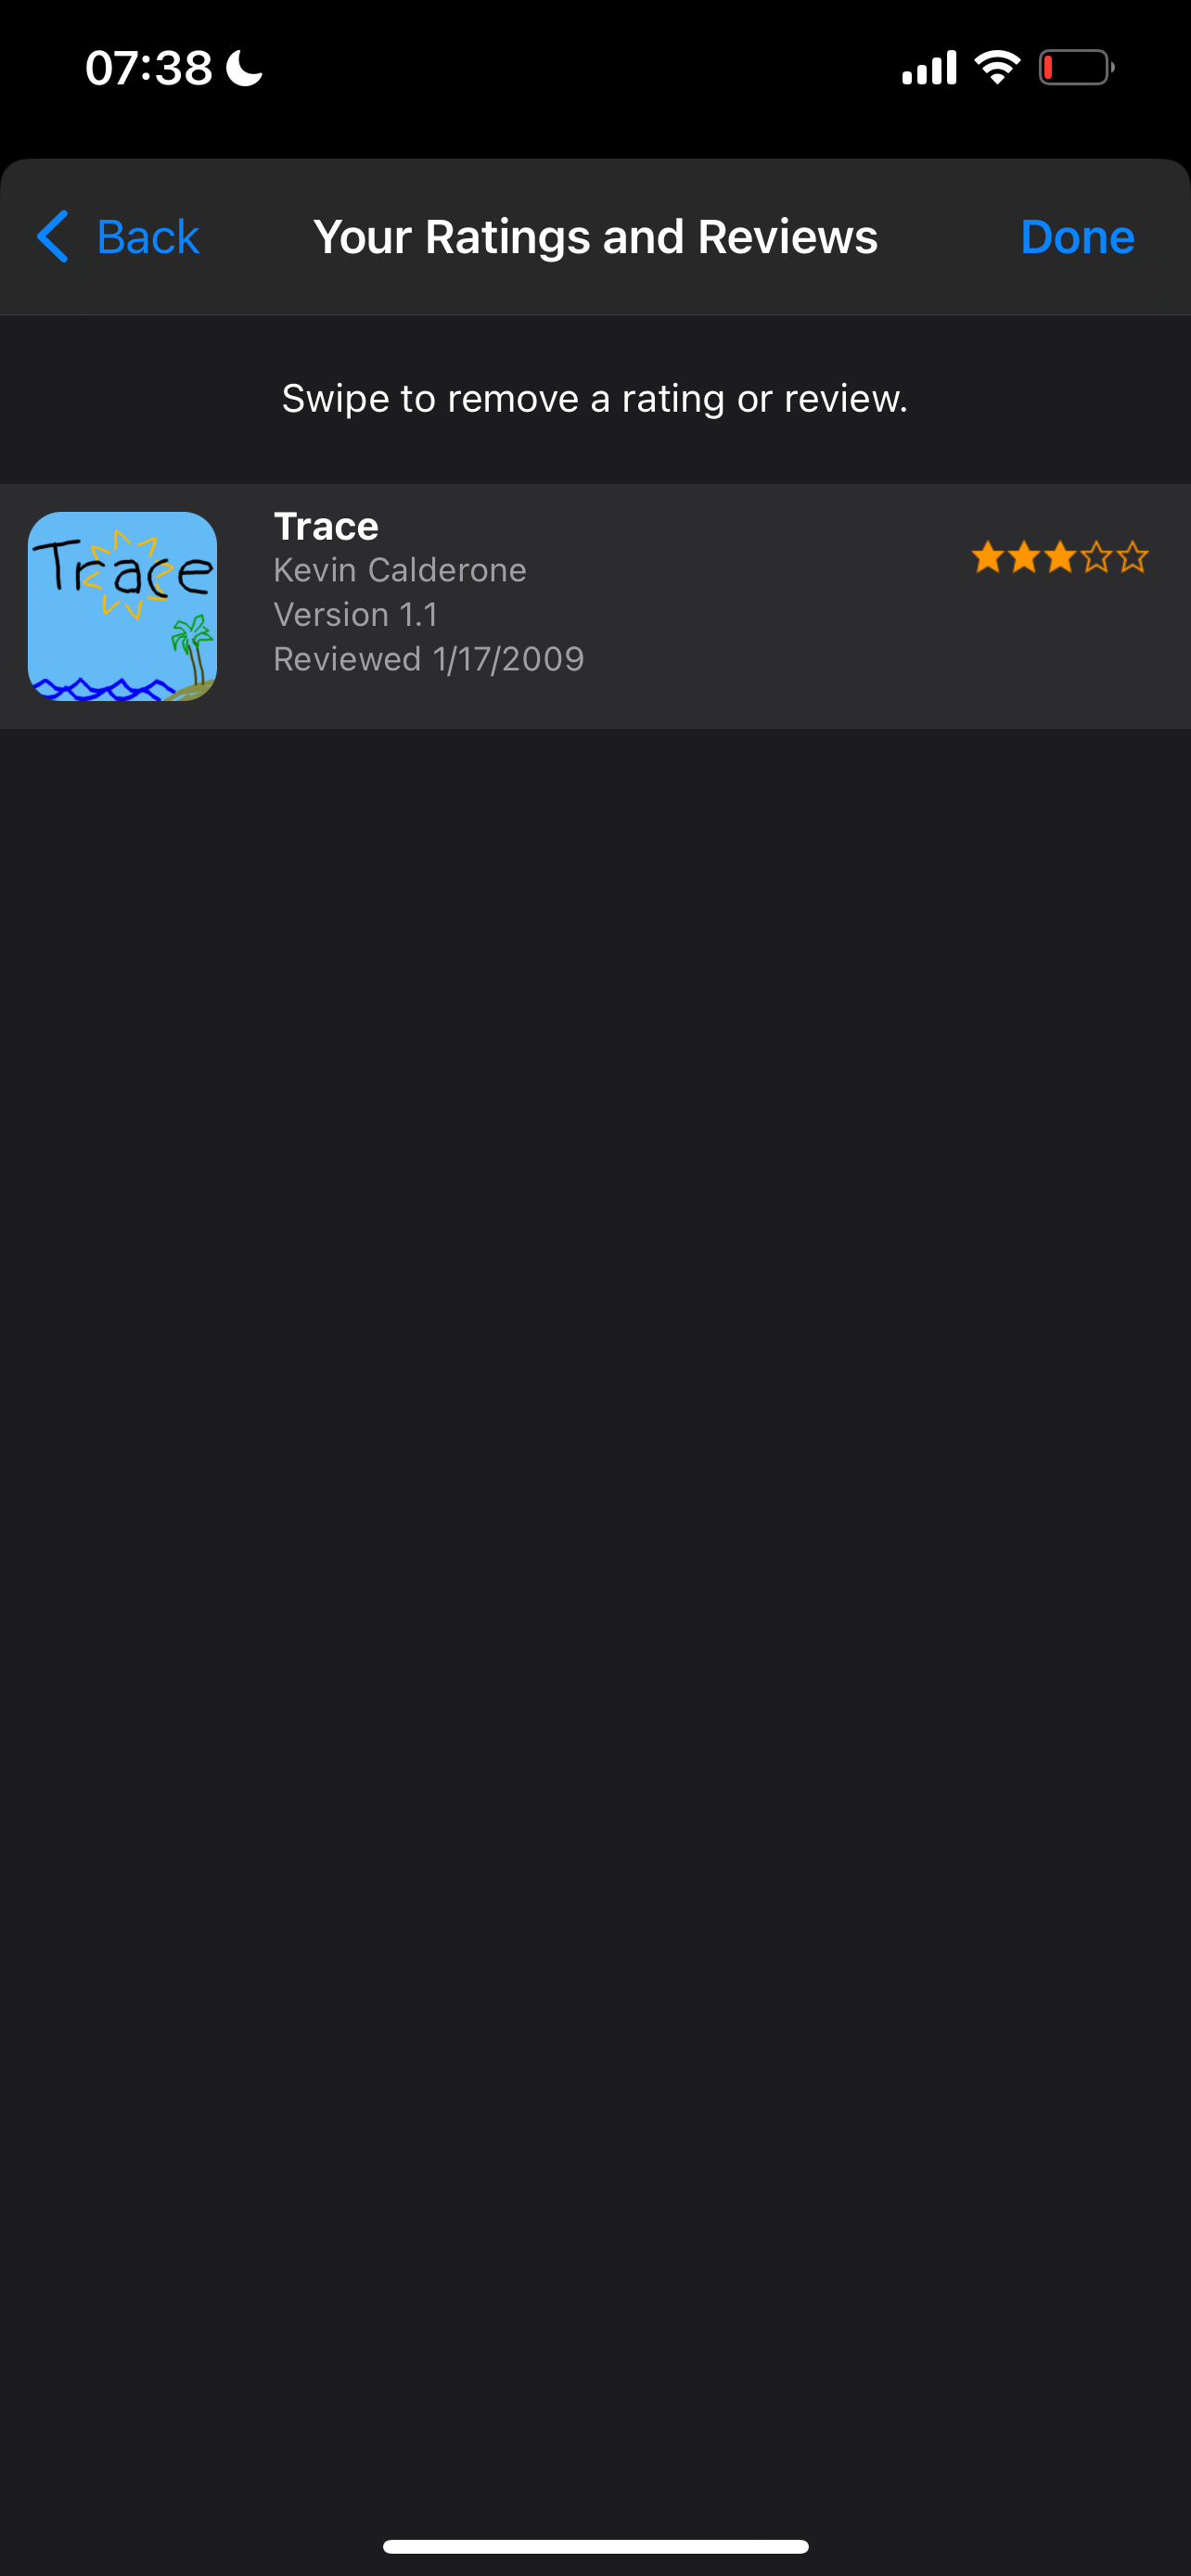 07:38
Back
Your Ratings and Reviews
Done
Swipe to remove a rating or review.
Trace
Trace
Kevin Calderone
Version 1.1
Reviewed 1/17/2009